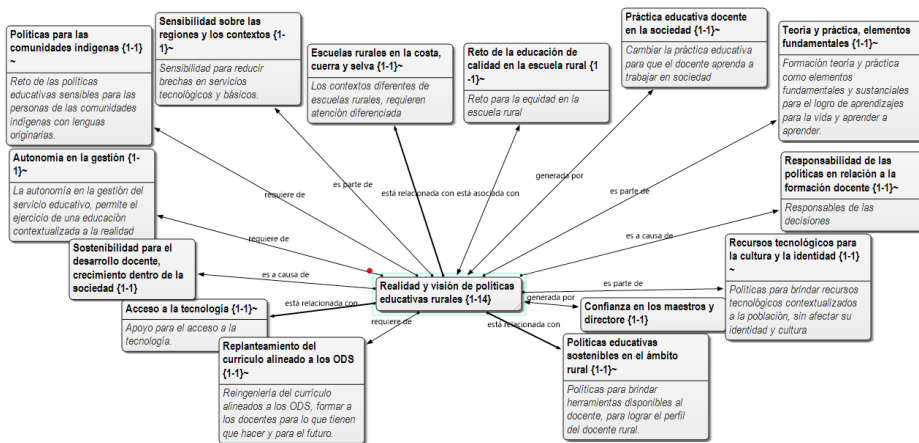 Políticas para las
comunidades indigenas {1-1}
~
Reto de las políticas
educativas sensibles para las
personas de las comunidades
indigenas con lenguas
originarias.
Sensibilidad sobre las
regiones y los contextos {1-
1}~
Sensibilidad para reducir
brechas en servicios
tecnológicos y básicos.
Escuelas rurales en la costa,
cuerra y selva {1-1}~
Los contextos diferentes de
escuelas rurales, requieren
atención diferenciada
Reto de la educación de
calidad en la escuela rural {1
-1}~
Reto para la equidad en la
escuela rural
Práctica educativa docente
en la sociedad {1-1}~
Cambiar la práctica educativa
para que el docente aprenda a
trabajar en sociedad
Teoria y práctica, elementos
fundamentales {1-1}~
Formación teoría y práctica
como elementos
fundamentales y sustanciales
para el logro de aprendizajes
para la vida y aprender a
aprender.
Autonomía en la gestión {1-
1}~
La autonomía en la gestión del
servicio educativo, permite el
ejercicio de una educación
contextualizada a la realidad
Responsabilidad de las
políticas en relación a la
formación docente {1-1}~
Responsables de las
decisiones
requiere de
es parte de
está relacionada con
está asociada con
generada por
es parte de
requiere de
es a causa de
Sostenibilidad para el
desarrollo docente,
crecimiento dentro de la
sociedad {1-1}
es a causa de
Realidad y visión de políticas
educativas rurales {1-14}
es parte de
Recursos tecnológicos para
la cultura y la identidad {1-1}
~
Políticas para brindar recursos
tecnológicos contextualizados
a la población, sin afectar su
identidad y cultura
Acceso a la tecnología {1-1}~
Apoyo para el acceso a la
tecnología.
está relacionada con
generada por
Confianza en los maestros y
directore {1-1}
requiere de
está relacionada con
Replanteamiento del
curriculo alineado a los ODS
{1-1}~
Reingeniería del currículo
alineados a los ODS, formar a
los docentes para lo que tienen
que hacer y para el futuro.
Políticas educativas
sostenibles en el ámbito
rural {1-1}~
Políticas para brindar
herramientas disponibles al
docente, para lograr el perfil
del docente rural.